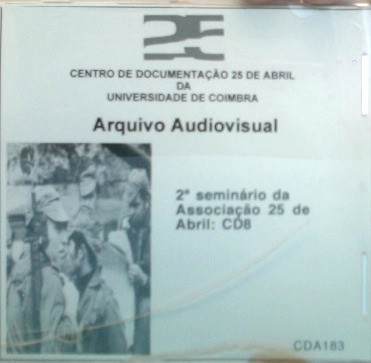 CENTRO DE DOCUMENTAÇÃO 25 DE ABRIL
DA
UNIVERSIDADE DE COIMBRA
Arquivo Audiovisual
2º seminário da
Associação 25 de
Abril: CD8
CDA183